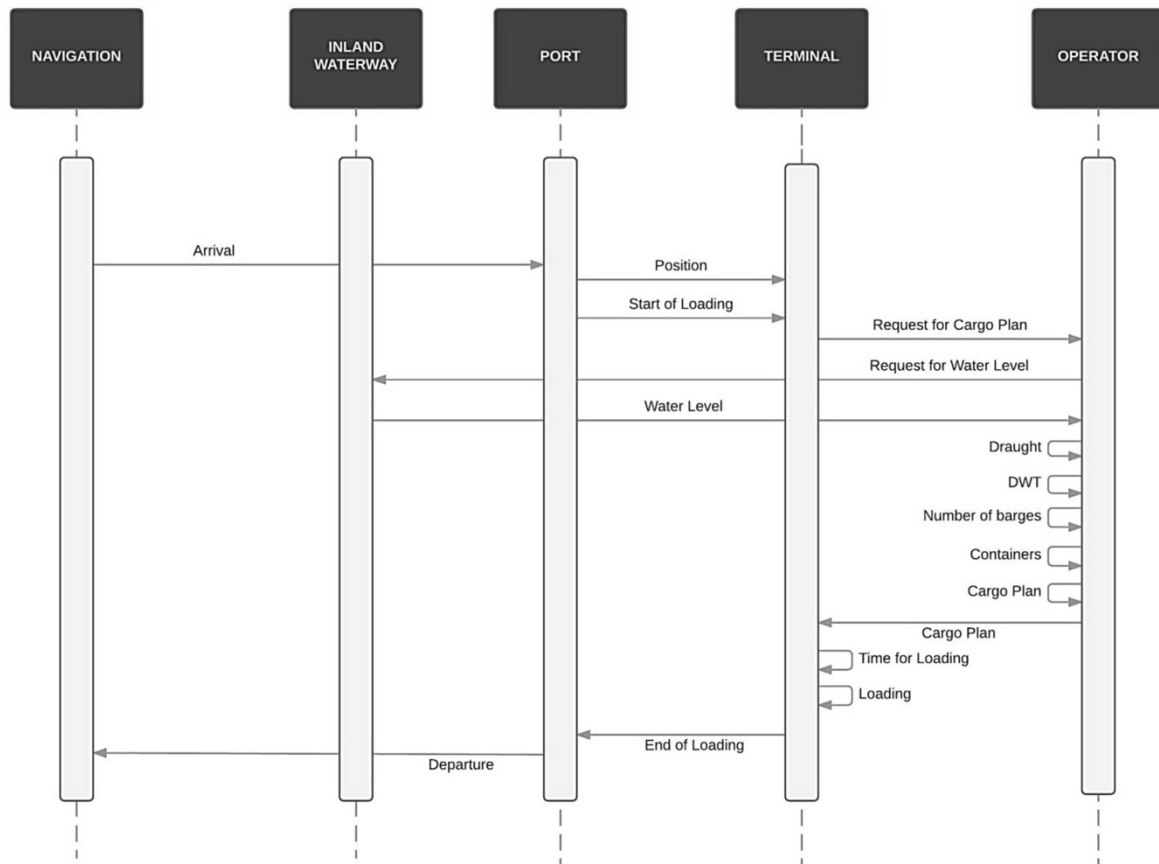 NAVIGATION
INLAND
WATERWAY
PORT
TERMINAL
OPERATOR
Arrival
Position
Start of Loading
Request for Cargo Plan
Request for Water Level
Water Level
Draught
DWT
Number of barges
Containers
Cargo Plan
Cargo Plan
Time for Loading
Loading
End of Loading
Departure